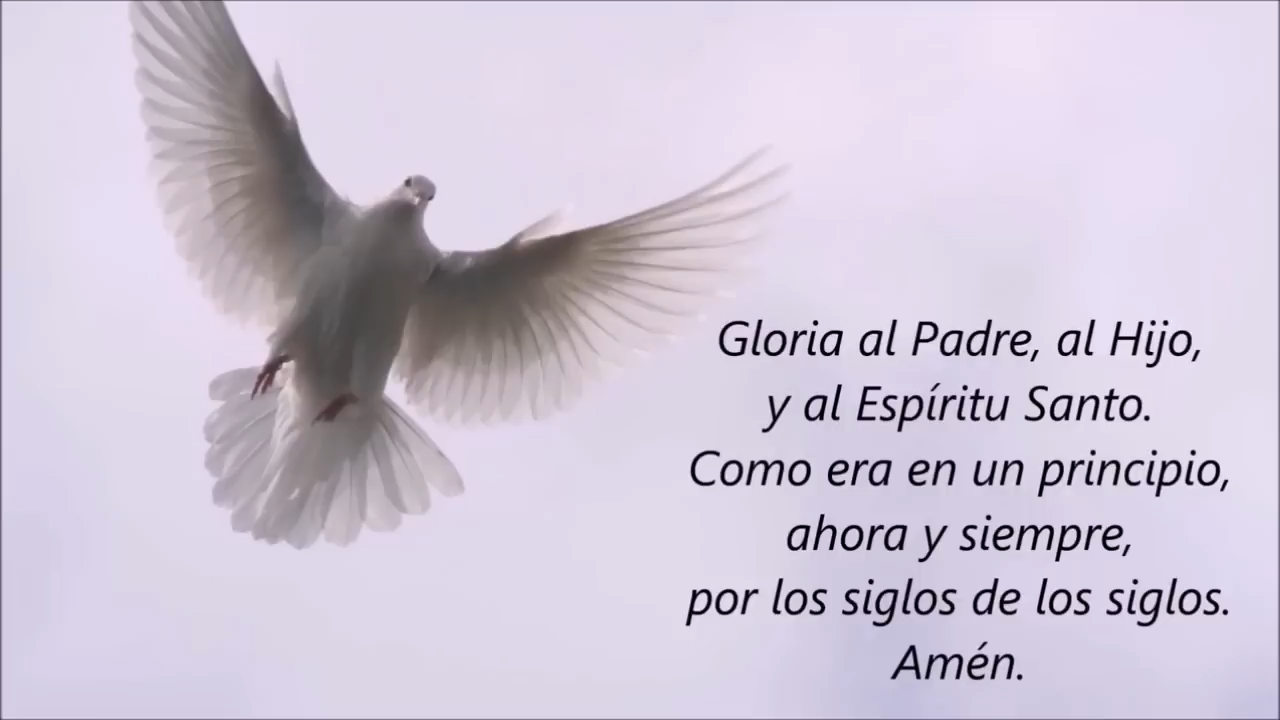 Gloria al Padre, al Hijo,
y al Espíritu Santo.
Como era en un principio,
ahora y siempre,
por los siglos de los siglos.
Amén.